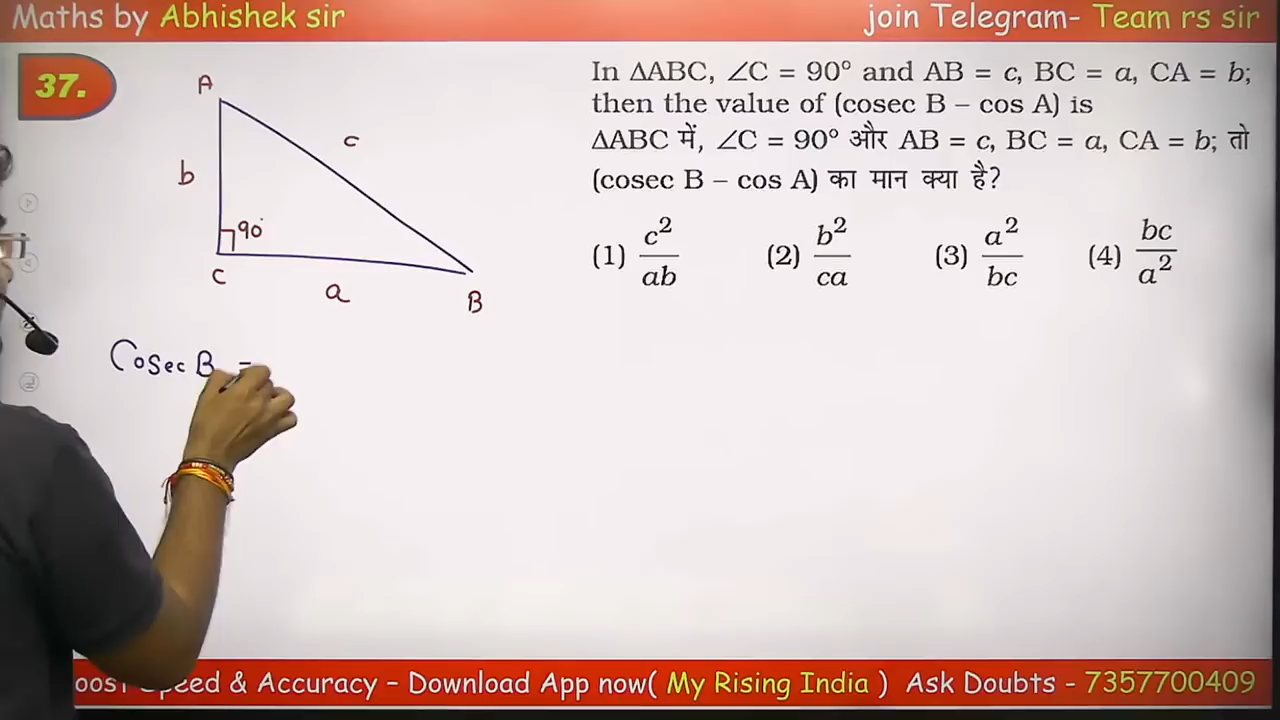 Maths by Abhishek sir
join Telegram- Team rs sir
37.
A
b
c
90°
C
a
B
Cosec B =
In ΔABC, ∠C = 90° and AB = c, BC = a, CA = b;
then the value of (cosec B – cos A) is
ΔABC में, ∠C = 90° और AB = c, BC = a, CA = b; तो
(cosec B – cos A) का मान क्या है?
(1) c²/ab (2) b²/ca (3) a²/bc (4) bc/a²
Speed & Accuracy – Download App now( My Rising India ) Ask Doubts - 7357700409